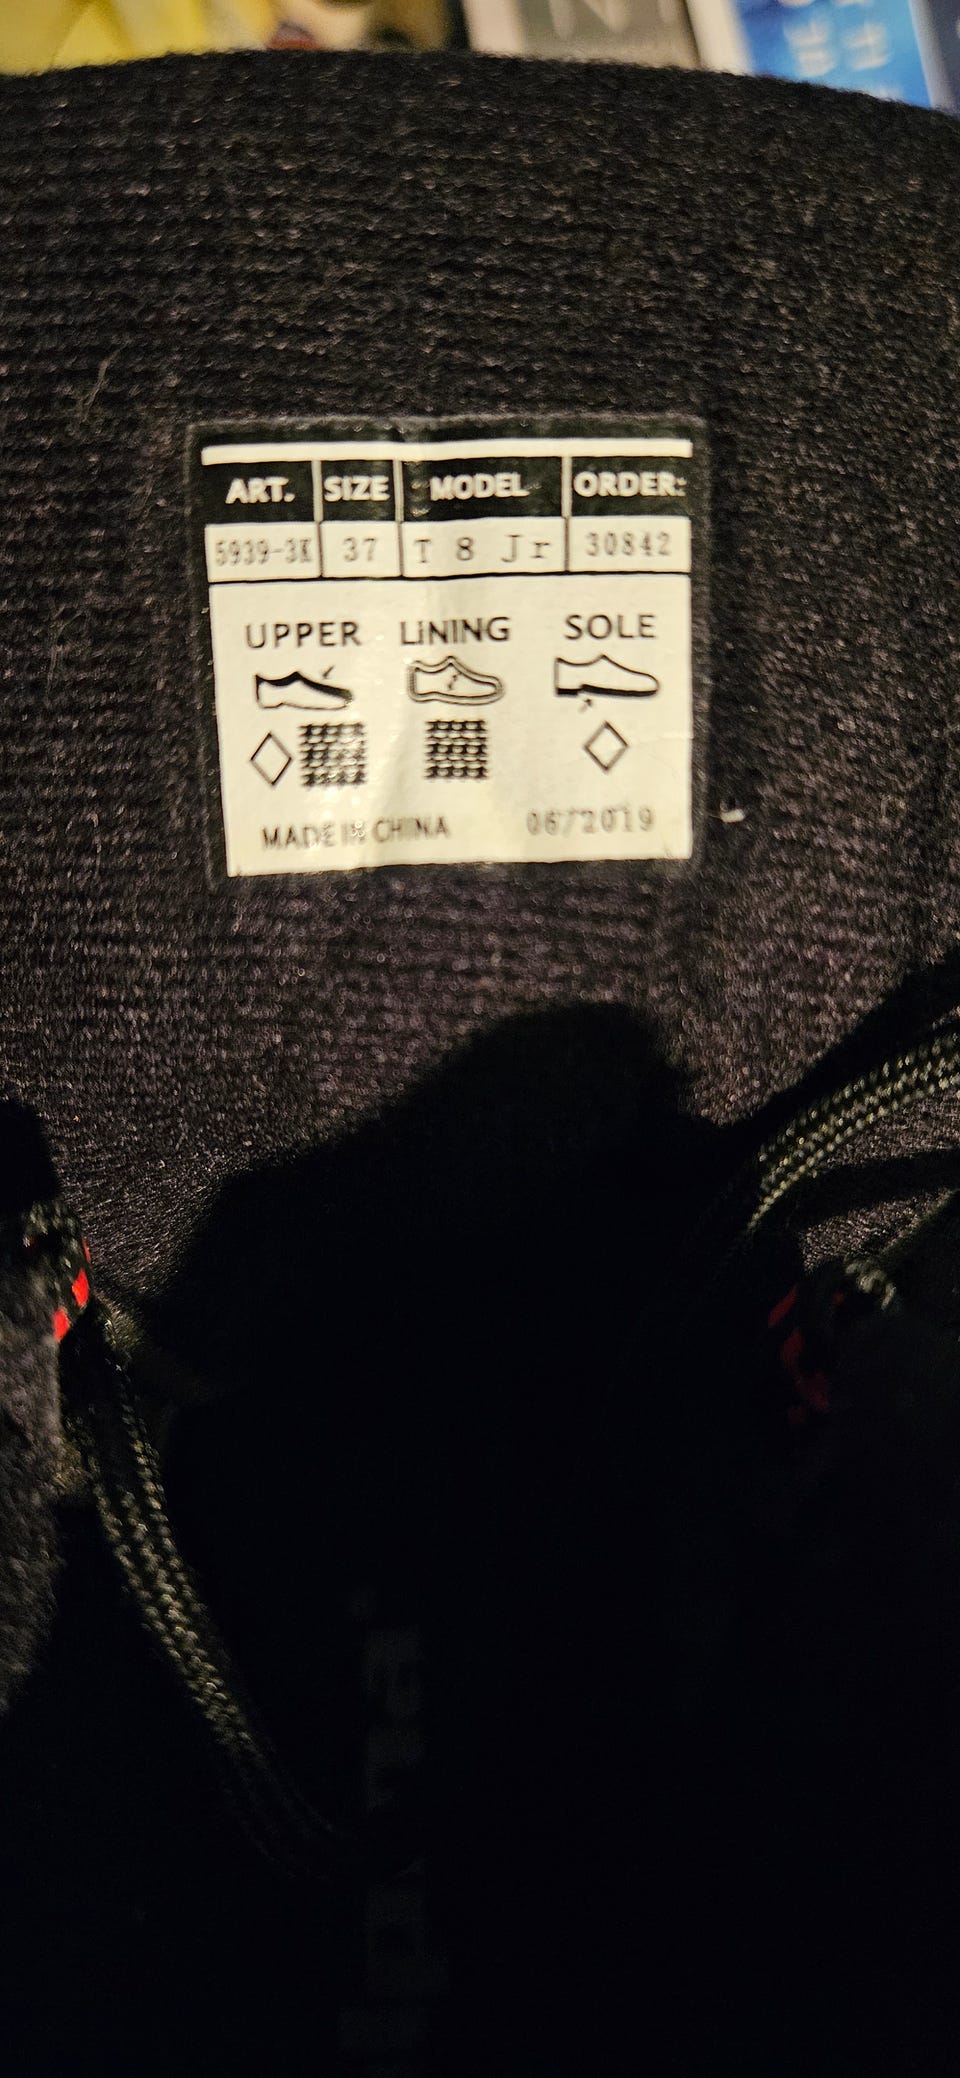 ART. SIZE MODEL ORDER:
5939-3K 37 T 8 Jr 30842
UPPER LINING SOLE
MADE IN CHINA 06/2019